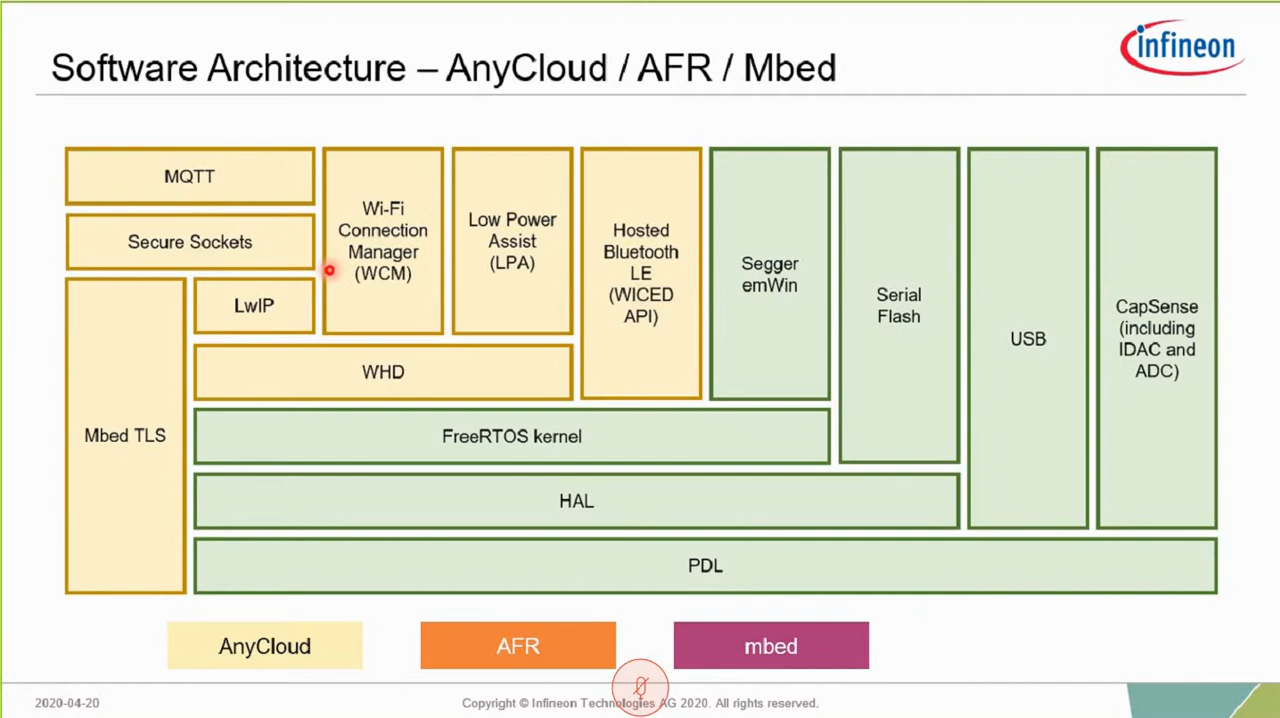 infineon
Software Architecture – AnyCloud / AFR / Mbed
MQTT
Secure Sockets
Mbed TLS
LwIP
Wi-Fi
Connection
Manager
(WCM)
Low Power
Assist
(LPA)
Hosted
Bluetooth
LE
(WICED
API)
Segger
emWin
Serial
Flash
USB
CapSense
(including
IDAC and
ADC)
WHD
FreeRTOS kernel
HAL
PDL
AnyCloud
AFR
mbed
2020-04-20
Copyright © Infineon Technologies AG 2020. All rights reserved.